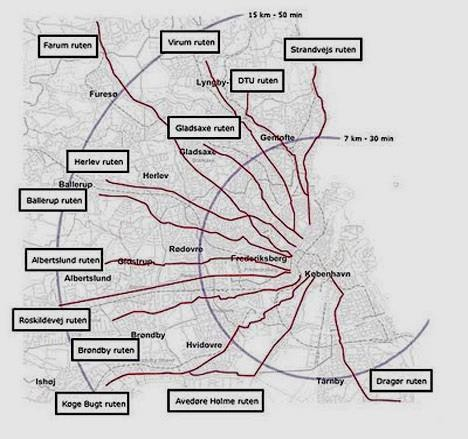 15 km - 50 min
Farum ruten
Virum ruten
Strandvejs ruten
Lyngby-
DTU ruten
Furesø
Gladsaxe ruten
Gentofte
7 km - 30 min
Gladsaxe
Herlev ruten
Herlev
Ballerup
Ballerup ruten
Rødovre
Albertslund ruten
Glostrup
Frederiksberg
Albertslund
København
Roskildevej ruten
Brøndby
Brøndby ruten
Hvidovre
Ishøj
Tårnby
Dragør ruten
Køge Bugt ruten
Avedøre Holme ruten